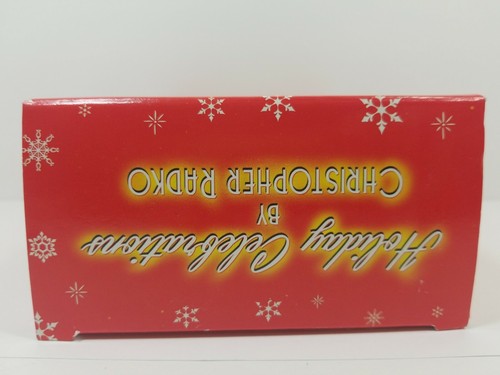 Holiday Celebrations
BY
CHRISTOPHER RADKO